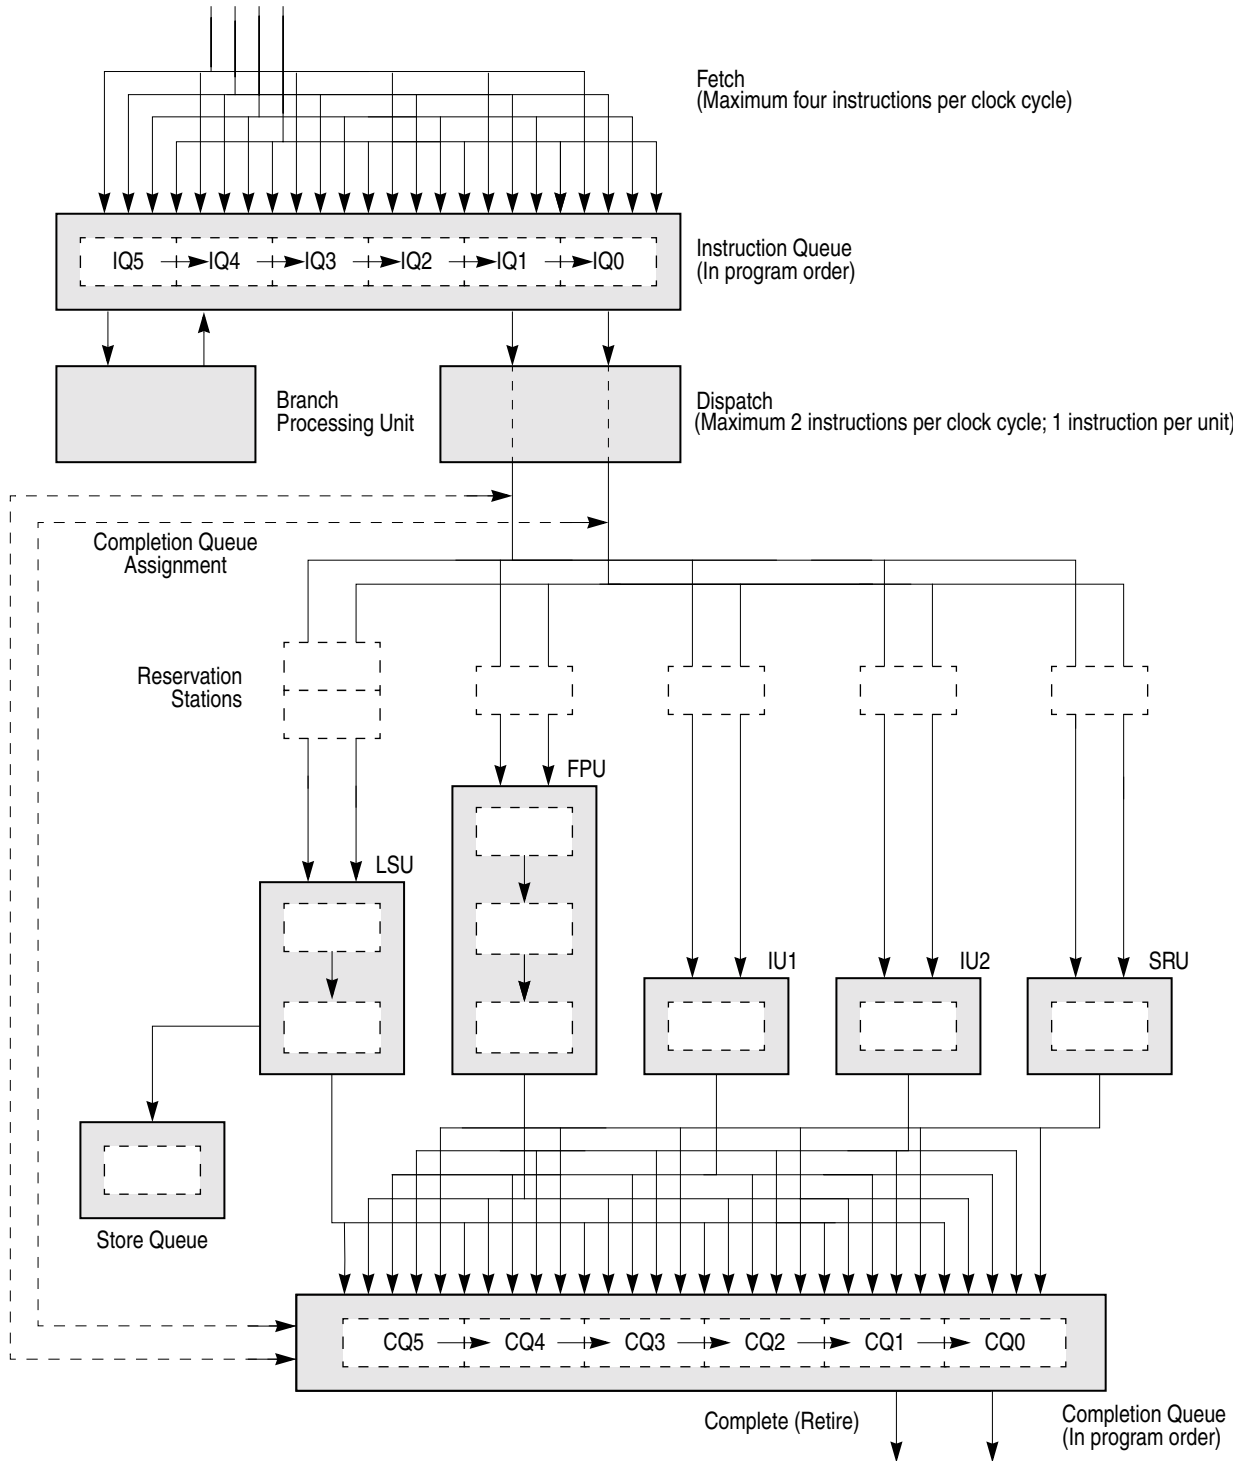 Fetch
(Maximum four instructions per clock cycle)
IQ5 IQ4 IQ3 IQ2 IQ1 IQ0
Instruction Queue
(In program order)
Branch
Processing Unit
Dispatch
(Maximum 2 instructions per clock cycle; 1 instruction per unit)
Completion Queue
Assignment
Reservation
Stations
FPU
LSU
IU1
IU2
SRU
Store Queue
CQ5 CQ4 CQ3 CQ2 CQ1 CQ0
Complete (Retire)
Completion Queue
(In program order)